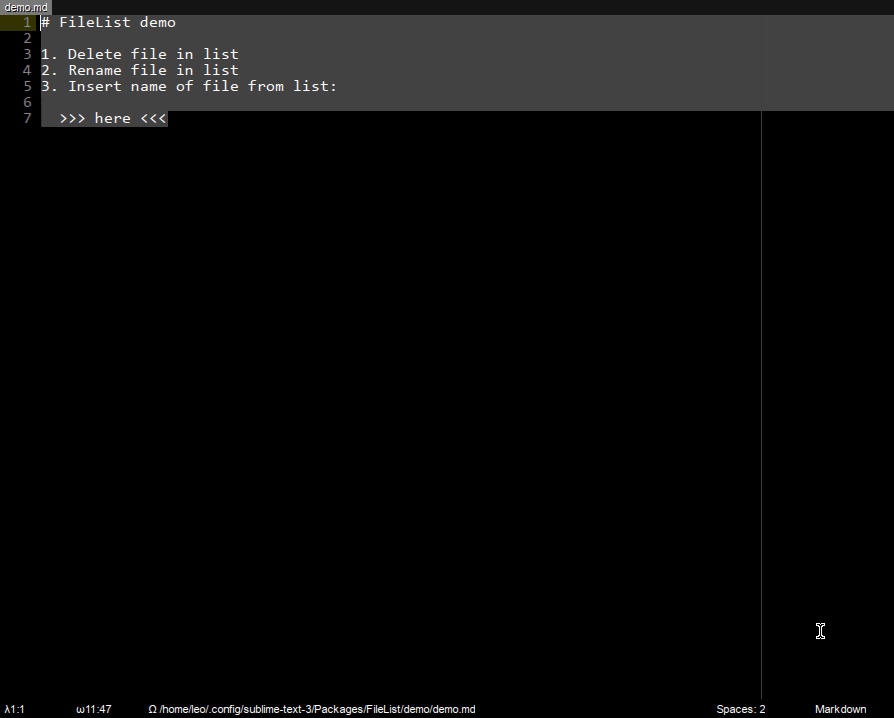 demo.md
1 # FileList demo
2
3 1. Delete file in list
4 2. Rename file in list
5 3. Insert name of file from list:
6
7 >>> here <<<
λ1:1 ω11:47 Ω /home/leo/.config/sublime-text-3/Packages/FileList/demo/demo.md Spaces: 2 Markdown